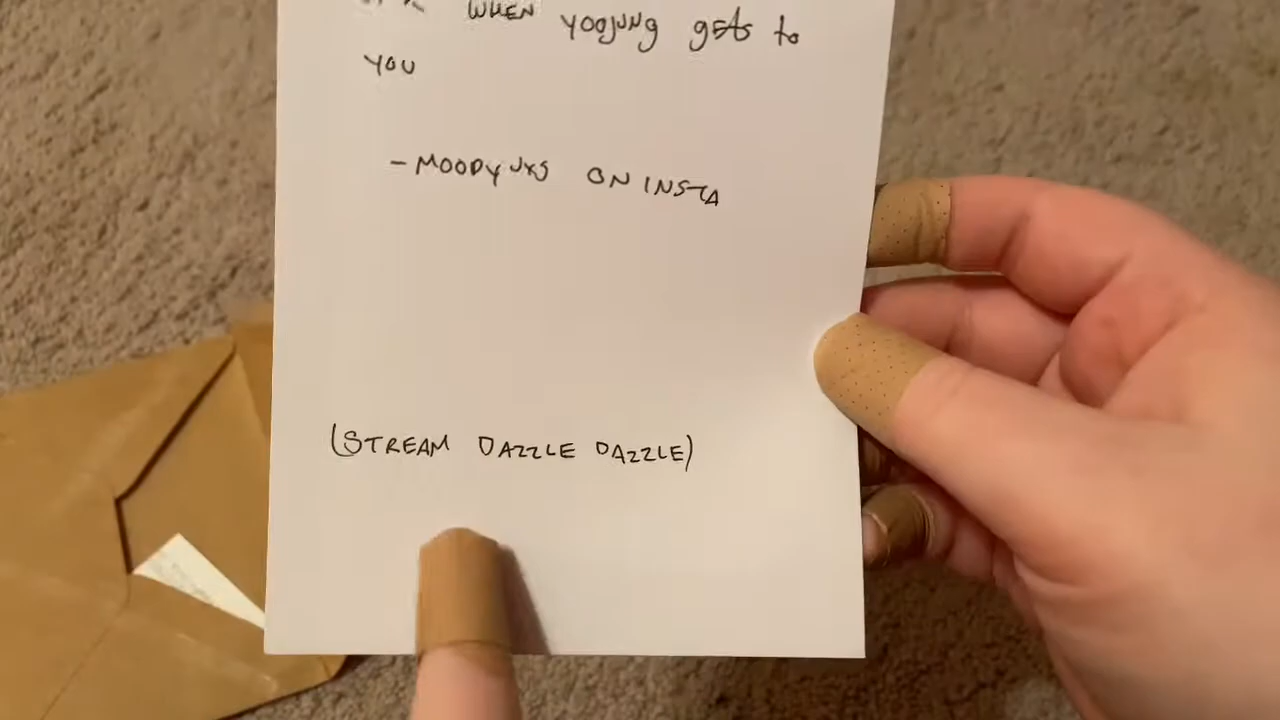 WHEN YOOJUNG gets to
YOU
- MOODYJXS ON INSTA
(STREAM DAZZLE DAZZLE)